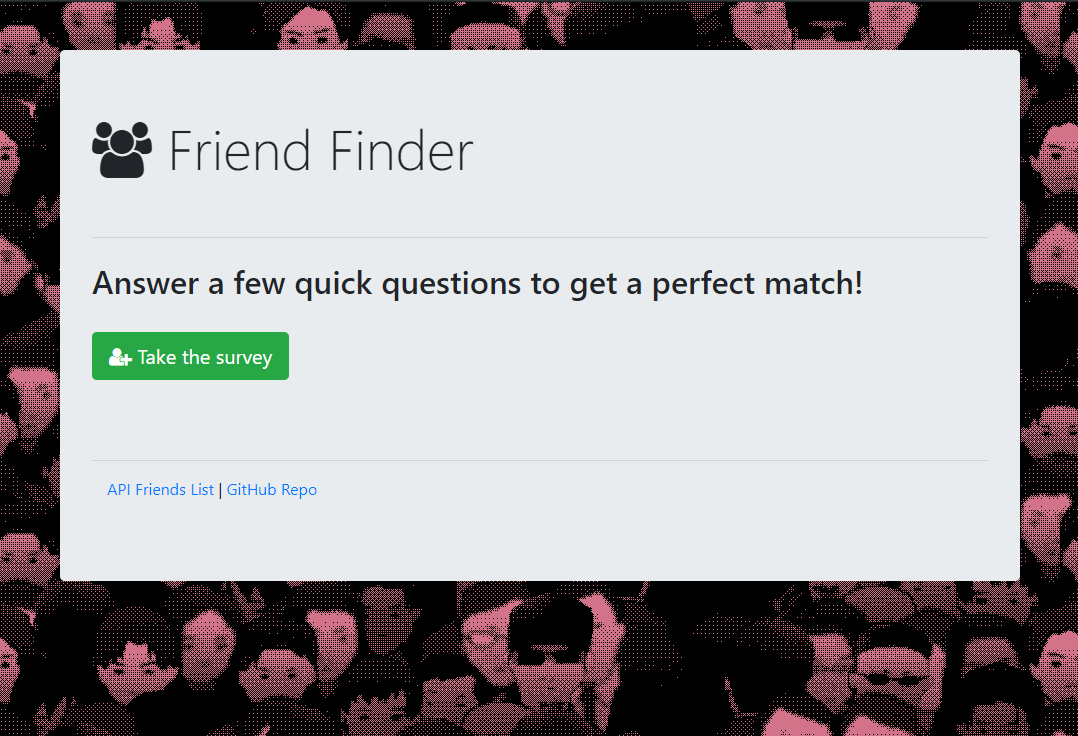 Friend Finder
Answer a few quick questions to get a perfect match!
Take the survey
API Friends List | GitHub Repo